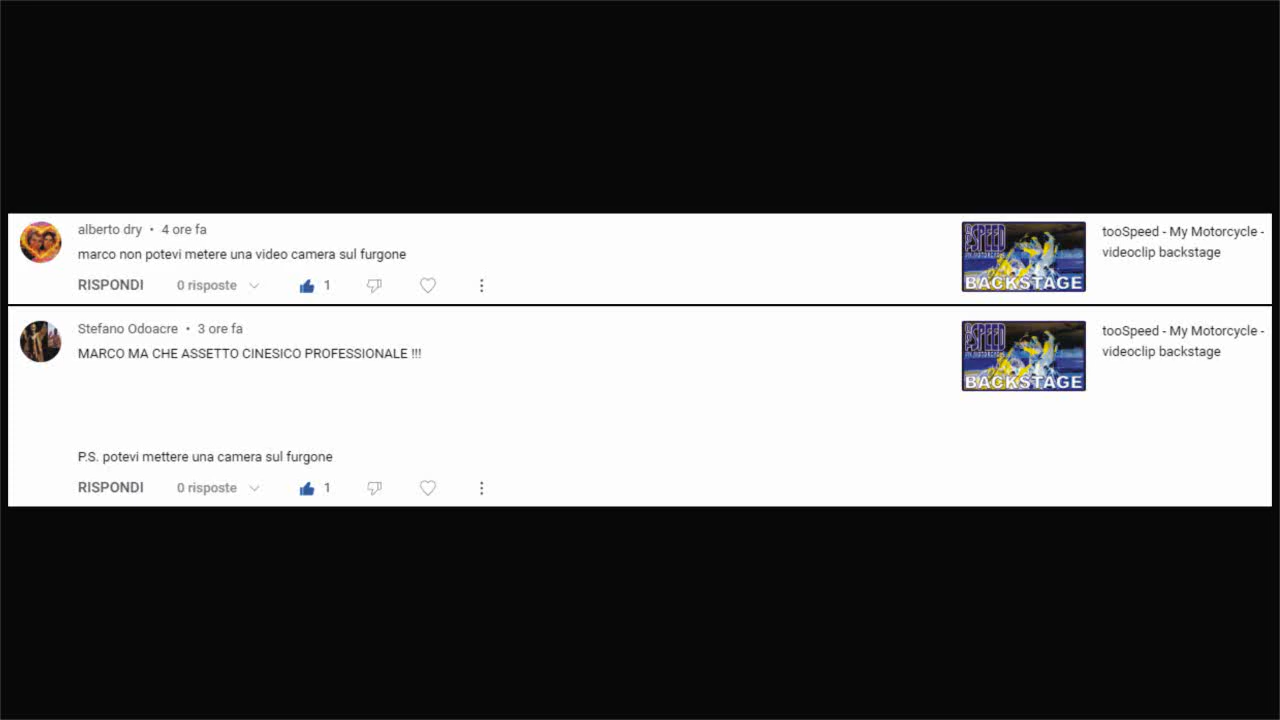 alberto dry • 4 ore fa
marco non potevi metere una video camera sul furgone
RISPONDI 0 risposte 1
SPEED
BACKSTAGE
tooSpeed - My Motorcycle -
videoclip backstage
Stefano Odoacre • 3 ore fa
MARCO MA CHE ASSETTO CINESICO PROFESSIONALE !!!
P.S. potevi mettere una camera sul furgone
RISPONDI 0 risposte 1
SPEED
BACKSTAGE
tooSpeed - My Motorcycle -
videoclip backstage